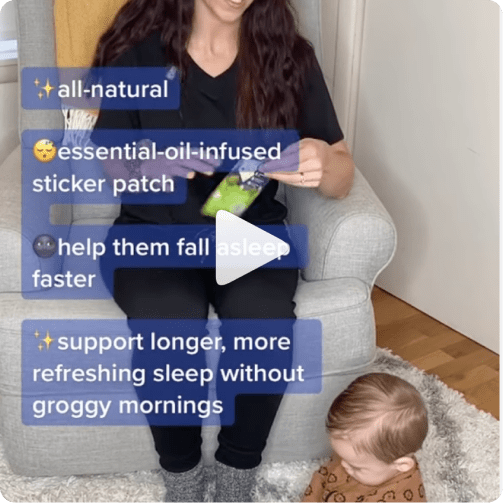 ✨all-natural
😴essential-oil-infused
sticker patch
🌚help them fall asleep
faster
✨support longer, more
refreshing sleep without
groggy mornings